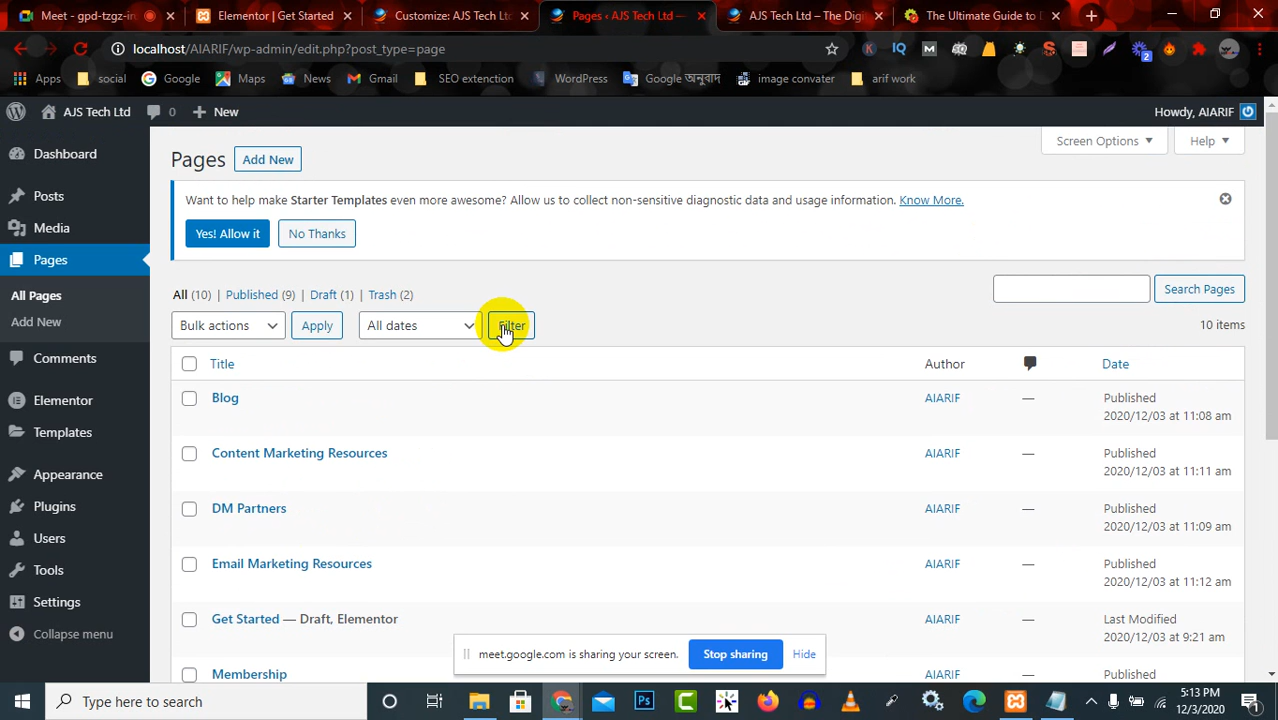 Meet - gpd-tzgz-in
Elementor | Get Started
Customize: AJS Tech Ltd
Pages ‹ AJS Tech Ltd —
AJS Tech Ltd – The Digi
The Ultimate Guide to D
localhost/AIARIF/wp-admin/edit.php?post_type=page
Apps
social
Google
Maps
News
Gmail
SEO extenction
WordPress
Google অনুবাদ
image convater
arif work
AJS Tech Ltd
0
New
Howdy, AIARIF
Dashboard
Posts
Media
Pages
All Pages
Add New
Comments
Elementor
Templates
Appearance
Plugins
Users
Tools
Settings
Collapse menu
Pages
Add New
Screen Options
Help
Want to help make Starter Templates even more awesome? Allow us to collect non-sensitive diagnostic data and usage information. Know More.
Yes! Allow it
No Thanks
All (10) | Published (9) | Draft (1) | Trash (2)
Search Pages
Bulk actions
Apply
All dates
Filter
10 items
Title
Author
Date
Blog
AIARIF
—
Published
2020/12/03 at 11:08 am
Content Marketing Resources
AIARIF
—
Published
2020/12/03 at 11:11 am
DM Partners
AIARIF
—
Published
2020/12/03 at 11:09 am
Email Marketing Resources
AIARIF
—
Published
2020/12/03 at 11:12 am
Get Started — Draft, Elementor
AIARIF
—
Last Modified
2020/12/03 at 9:21 am
Membership
AIARIF
—
Published
meet.google.com is sharing your screen.
Stop sharing
Hide
Type here to search
5:13 PM
12/3/2020